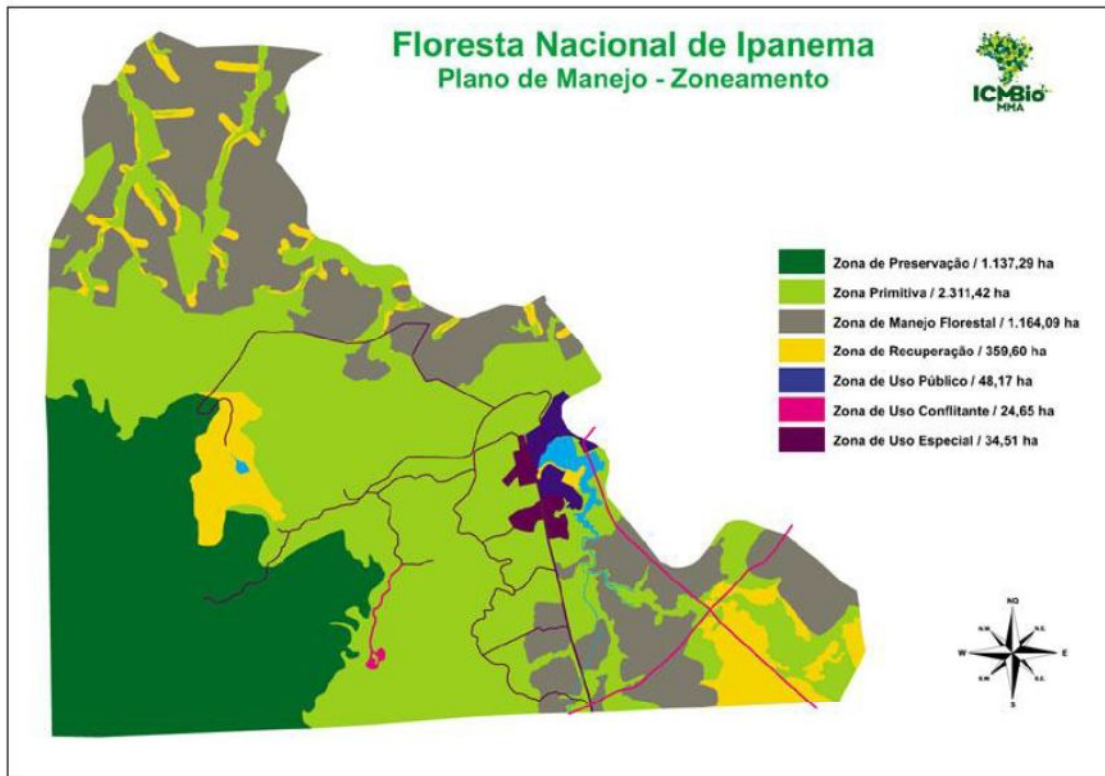 Floresta Nacional de Ipanema
Plano de Manejo - Zoneamento
ICMBio
MMA
Zona de Preservação / 1.137,29 ha
Zona Primitiva / 2.311,42 ha
Zona de Manejo Florestal / 1.164,09 ha
Zona de Recuperação / 359,60 ha
Zona de Uso Público / 48,17 ha
Zona de Uso Conflitante / 24,65 ha
Zona de Uso Especial / 34,51 ha
NO
N.W. N.E.
W E
S.W. S.E.
S